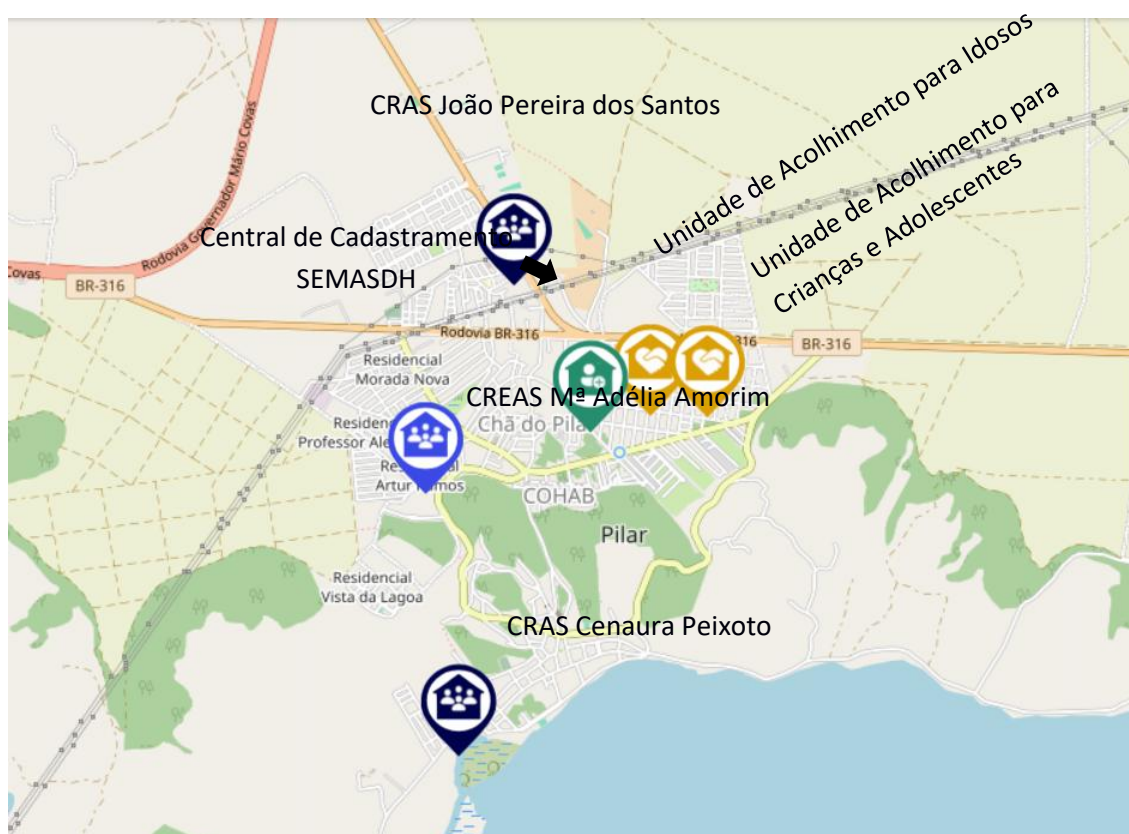 Unidade de Acolhimento para Idosos
CRAS João Pereira dos Santos
Unidade de Acolhimento para
Crianças e Adolescentes
Rodovia Governador Mário Covas
Central de Cadastramento
SEMASDH
Covas
BR-316
Rodovia BR-316
316
BR-316
Residencial
Morada Nova
CREAS Mª Adélia Amorim
Chã do Pilar
Residencial
Professor
Residencial
Artur Ramos
COHAB
Pilar
Residencial
Vista da Lagoa
CRAS Cenaura Peixoto